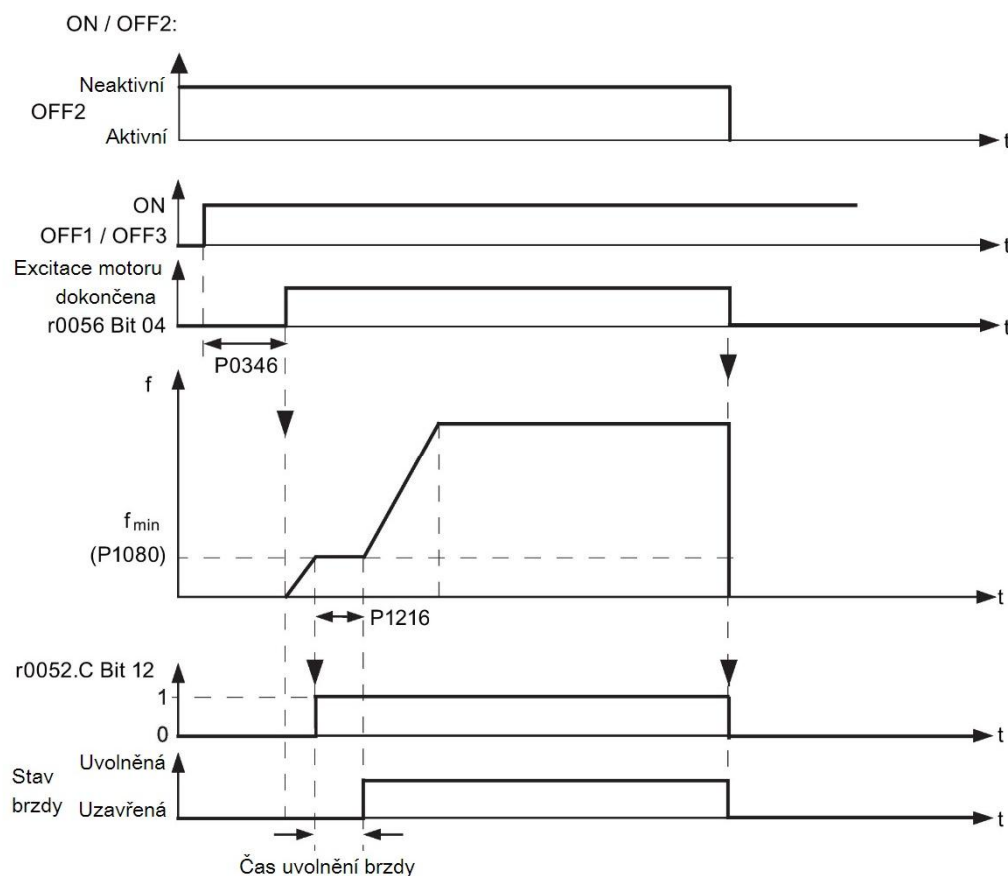 ON / OFF2:
Neaktivní
OFF2
Aktivní
t
ON
OFF1 / OFF3
t
Excitace motoru
dokončena
r0056 Bit 04
t
P0346
f
fmin
(P1080)
t
P1216
r0052.C Bit 12
1
0
t
Uvolněná
Stav
brzdy
Uzavřená
t
Čas uvolnění brzdy